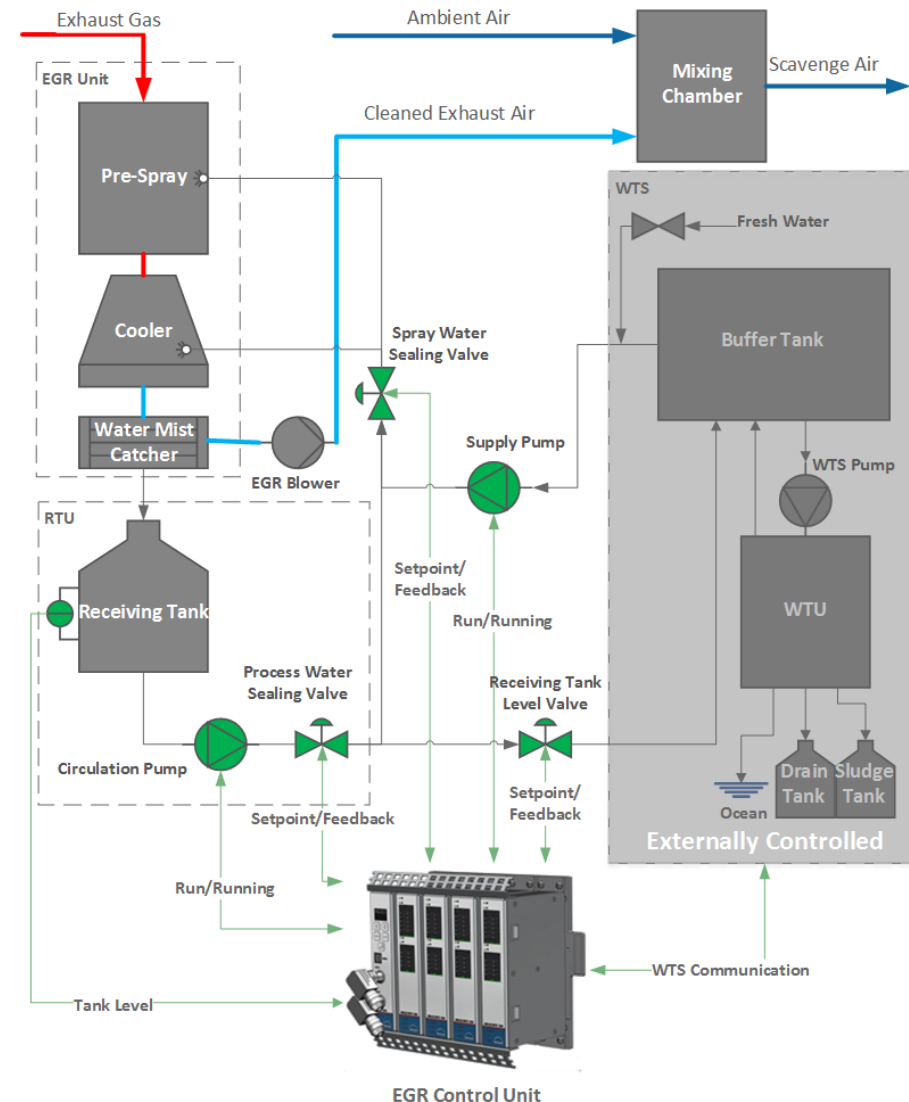 Exhaust Gas
Ambient Air
EGR Unit
Mixing
Chamber
Scavenge Air
Cleaned Exhaust Air
Pre-Spray
WTS
Fresh Water
Cooler
Spray Water
Sealing Valve
Buffer Tank
Water Mist
Catcher
Supply Pump
EGR Blower
WTS Pump
RTU
Setpoint/
Feedback
Receiving Tank
Run/Running
WTU
Process Water
Sealing Valve
Receiving Tank
Level Valve
Circulation Pump
Drain
Tank
Sludge
Tank
Setpoint/Feedback
Setpoint/
Feedback
Ocean
Externally Controlled
Run/Running
WTS Communication
Tank Level
EGR Control Unit